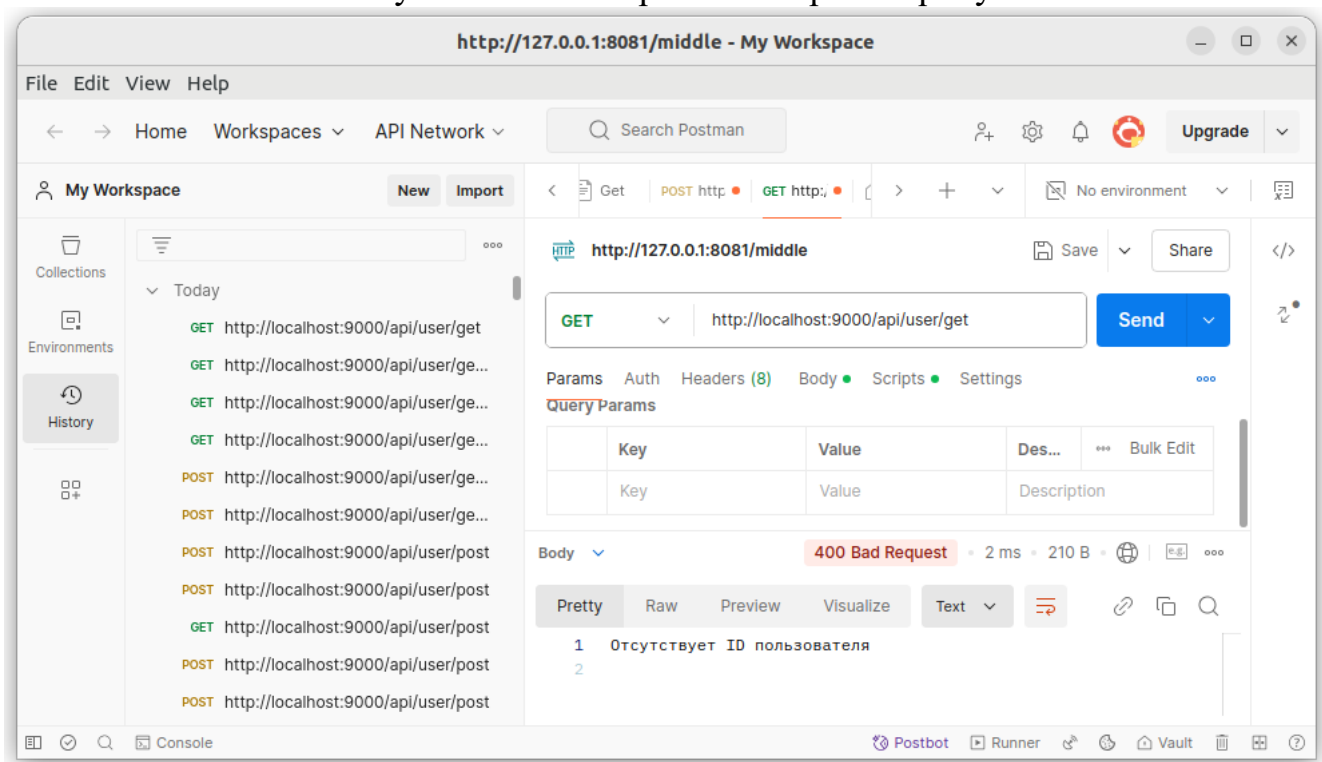 http://127.0.0.1:8081/middle - My Workspace
File Edit View Help
Home Workspaces API Network Search Postman Upgrade
My Workspace New Import Get POST http GET http:/ No environment
Collections
Environments
History
Today
GET http://localhost:9000/api/user/get
GET http://localhost:9000/api/user/ge...
GET http://localhost:9000/api/user/ge...
GET http://localhost:9000/api/user/ge...
POST http://localhost:9000/api/user/ge...
POST http://localhost:9000/api/user/ge...
POST http://localhost:9000/api/user/post
POST http://localhost:9000/api/user/post
GET http://localhost:9000/api/user/post
POST http://localhost:9000/api/user/post
POST http://localhost:9000/api/user/post
HTTP http://127.0.0.1:8081/middle Save Share </>
GET http://localhost:9000/api/user/get Send
Params Auth Headers (8) Body Scripts Settings
Query Params
Key Value Des... Bulk Edit
Key Value Description
Body 400 Bad Request 2 ms 210 B e.g.
Pretty Raw Preview Visualize Text
1 Отсутствует ID пользователя
2
Console Postbot Runner Vault